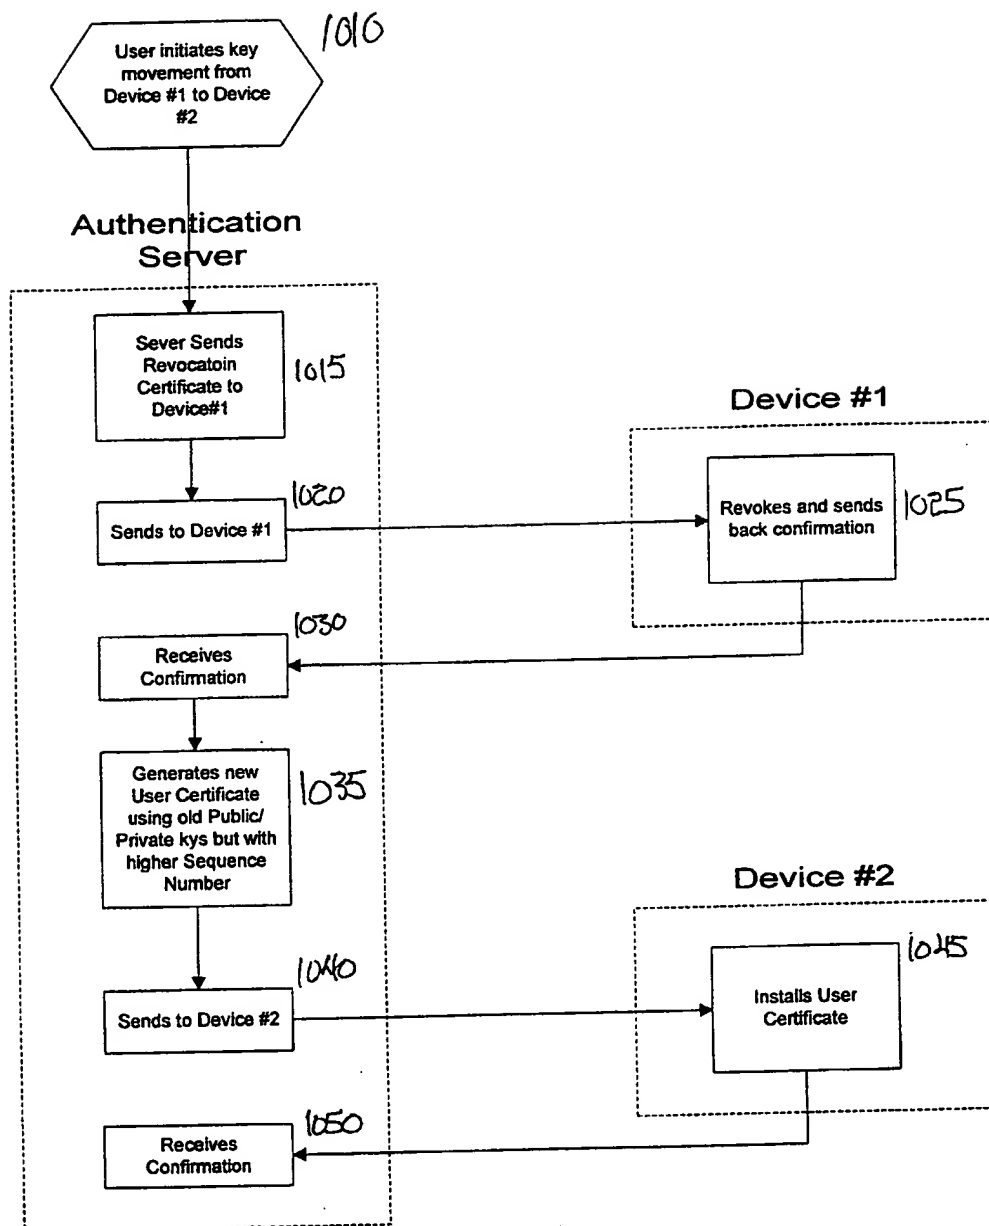 1010
User initiates key
movement from
Device #1 to Device
#2
Authentication
Server
Sever Sends
Revocatoin
Certificate to
Device#1
1015
Device #1
1020
Sends to Device #1
Revokes and sends
back confirmation
1025
1030
Receives
Confirmation
Generates new
User Certificate
using old Public/
Private kys but with
higher Sequence
Number
1035
Device #2
1040
Sends to Device #2
Installs User
Certificate
1045
1050
Receives
Confirmation